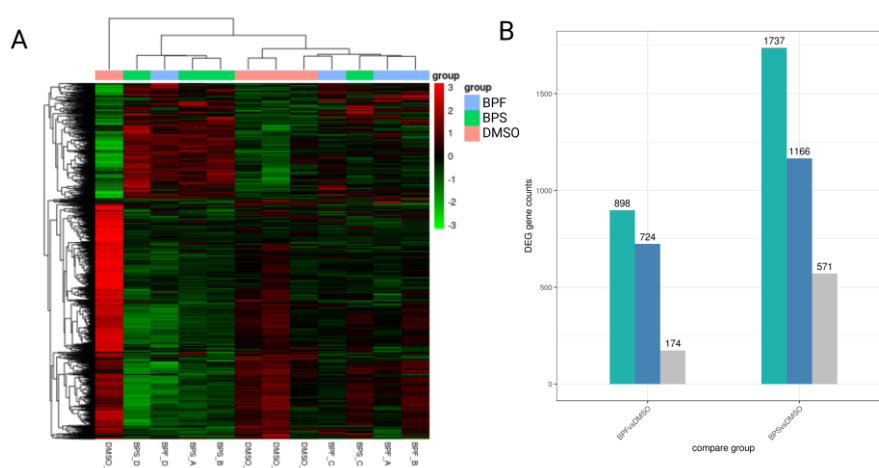 A
group
group
BPF
BPS
DMSO
3
2
1
0
-1
-2
-3
DMSO_
BPS_D
BPF_D
BPS_A
BPS_B
DMSO_
DMSO_
DMSO_
BPF_C
BPS_C
BPF_A
BPF_B
B
DEG gene counts
1500
1000
500
0
898
724
174
1737
1166
571
BPFvsDMSO
BPSvsDMSO
compare group